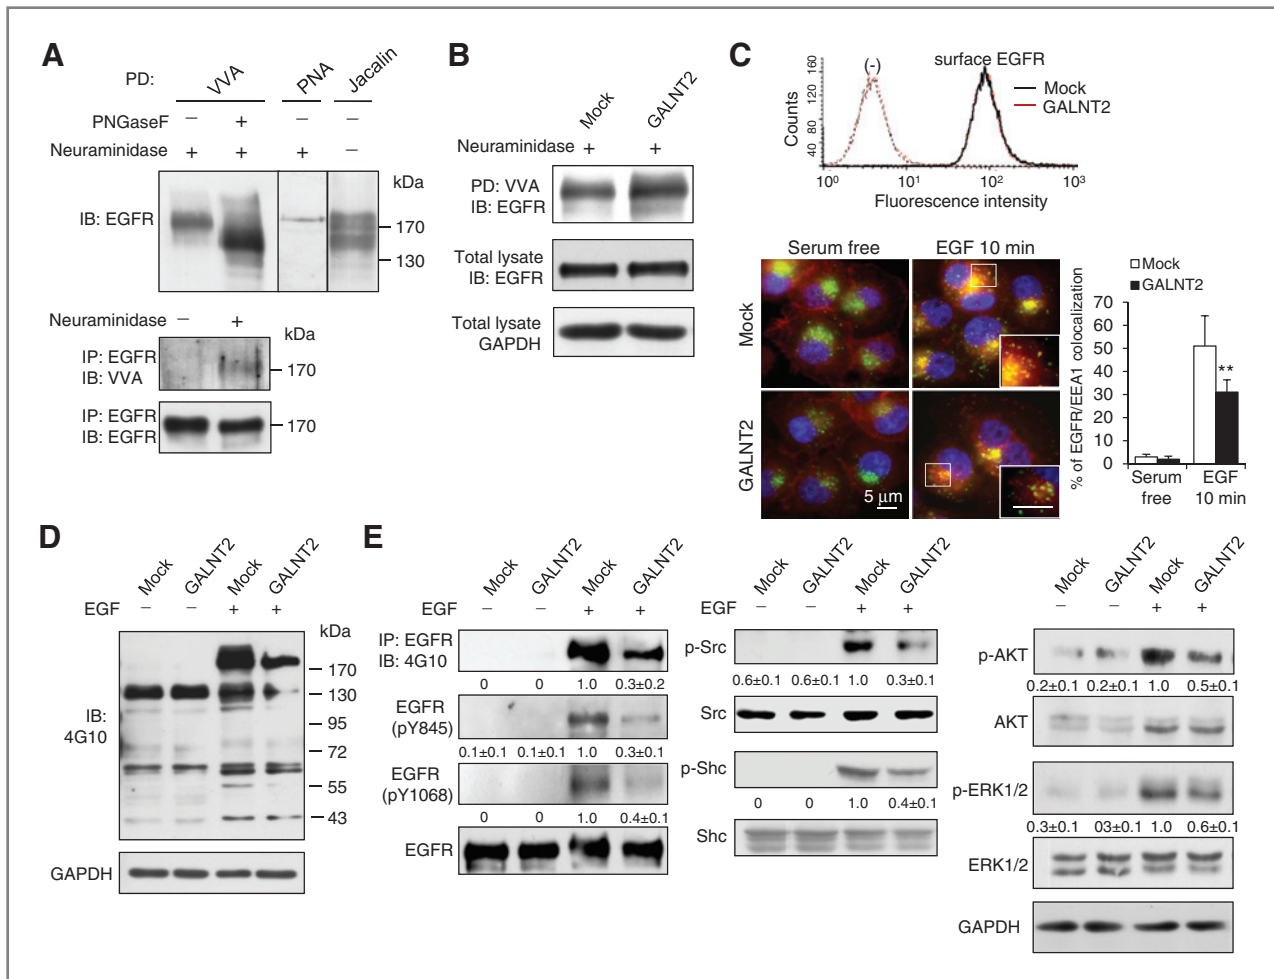 A
PD:
VVA
PNA
Jacalin
PNGaseF
− + − −
Neuraminidase + + + −
kDa
IB: EGFR
170
130
Neuraminidase − +
kDa
IP: EGFR
IB: VVA
170
IP: EGFR
IB: EGFR
170
B
Mock
GALNT2
Neuraminidase + +
PD: VVA
IB: EGFR
Total lysate
IB: EGFR
Total lysate
GAPDH
C
(-)
surface EGFR
Mock
GALNT2
Counts
160
120
80
40
10⁰ 10¹ 10² 10³
Fluorescence intensity
Serum free
EGF 10 min
Mock
GALNT2
5 μm
Mock
GALNT2
% of EGFR/EEA1 colocalization
70
60
50
40
30
20
10
0
**
Serum
free
EGF
10 min
D
Mock
GALNT2
Mock
GALNT2
EGF − − + +
kDa
IB:
4G10
170
130
95
72
55
43
GAPDH
E
Mock
GALNT2
Mock
GALNT2
EGF − − + +
IP: EGFR
IB: 4G10
0 0 1.0 0.3±0.2
EGFR
(pY845)
0.1±0.1 0.1±0.1 1.0 0.3±0.1
EGFR
(pY1068)
0 0 1.0 0.4±0.1
EGFR
Mock
GALNT2
Mock
GALNT2
EGF − − + +
p-Src
0.6±0.1 0.6±0.1 1.0 0.3±0.1
Src
p-Shc
0 0 1.0 0.4±0.1
Shc
Mock
GALNT2
Mock
GALNT2
− − + +
p-AKT
0.2±0.1 0.2±0.1 1.0 0.5±0.1
AKT
p-ERK1/2
0.3±0.1 03±0.1 1.0 0.6±0.1
ERK1/2
GAPDH